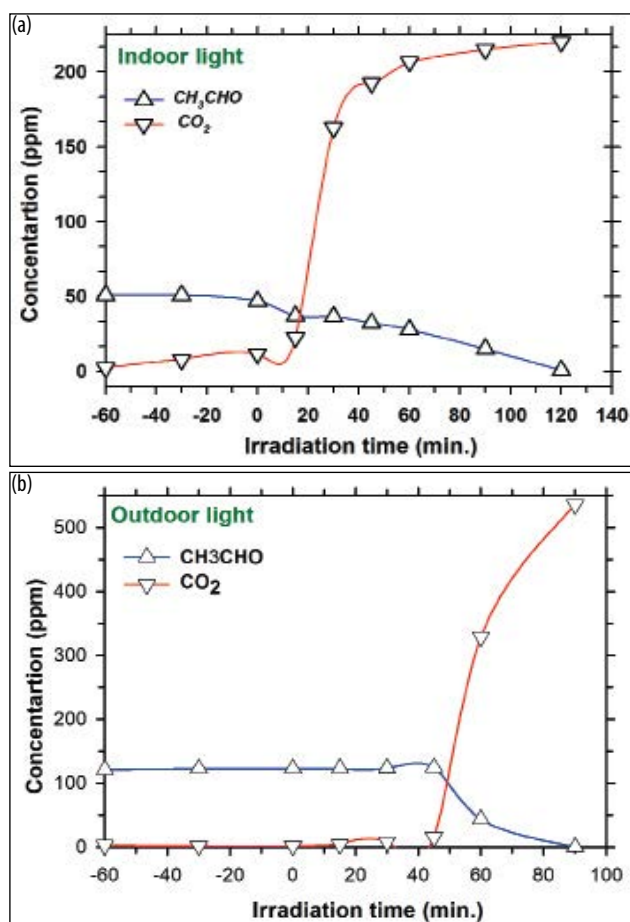 (a)
Indoor light
CH₃CHO
CO₂
Concentartion (ppm)
200
150
100
50
0
-60 -40 -20 0 20 40 60 80 100 120 140
Irradiation time (min.)
(b)
Outdoor light
CH3CHO
CO₂
Concentartion (ppm)
500
400
300
200
100
0
-60 -40 -20 0 20 40 60 80 100
Irradiation time (min.)